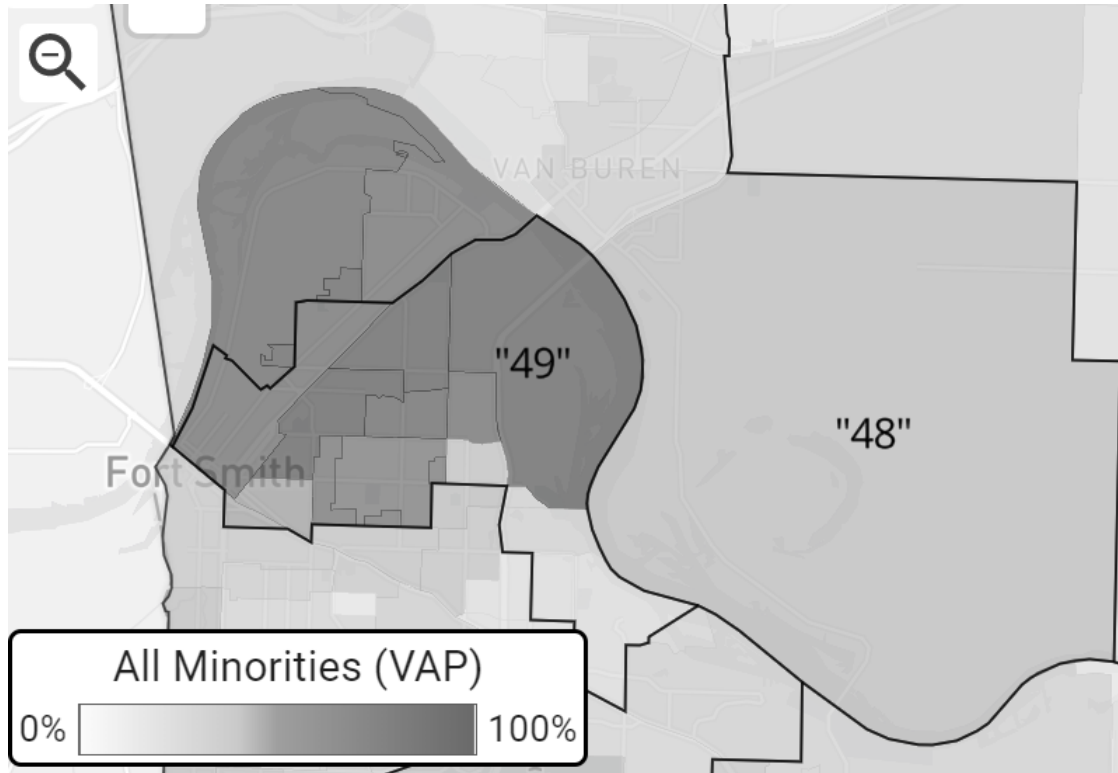 VAN BUREN
"49"
"48"
Fort Smith
All Minorities (VAP)
0% 100%